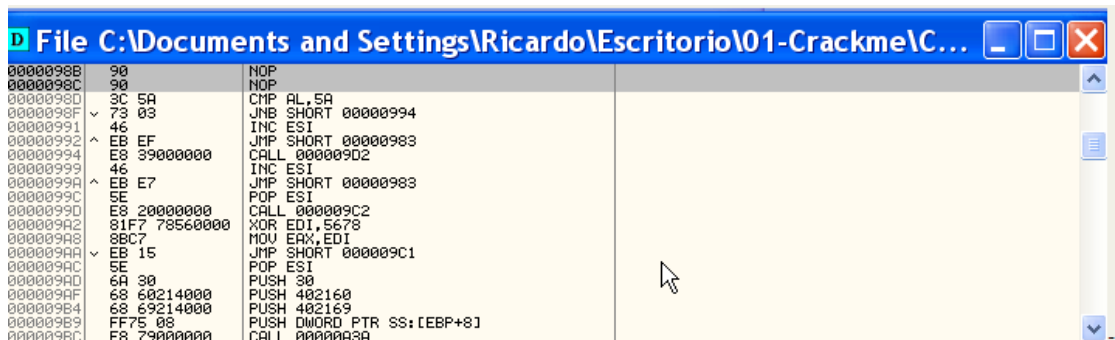 D File C:\Documents and Settings\Ricardo\Escritorio\01-Crackme\C...
0000098B 90 NOP
0000098C 90 NOP
0000098D 3C 5A CMP AL,5A
0000098F 73 03 JNB SHORT 00000994
00000991 46 INC ESI
00000992 ^ EB EF JMP SHORT 00000983
00000994 E8 39000000 CALL 000009D2
00000999 46 INC ESI
0000099A ^ EB E7 JMP SHORT 00000983
0000099C 5E POP ESI
0000099D E8 20000000 CALL 000009C2
000009A2 81F7 78560000 XOR EDI,5678
000009A8 8BC7 MOV EAX,EDI
000009AA EB 15 JMP SHORT 000009C1
000009AC 5E POP ESI
000009AD 6A 30 PUSH 30
000009AF 68 60214000 PUSH 402160
000009B4 68 69214000 PUSH 402169
000009B9 FF75 08 PUSH DWORD PTR SS:[EBP+8]
000009BC E8 79000000 CALL 00000A3A